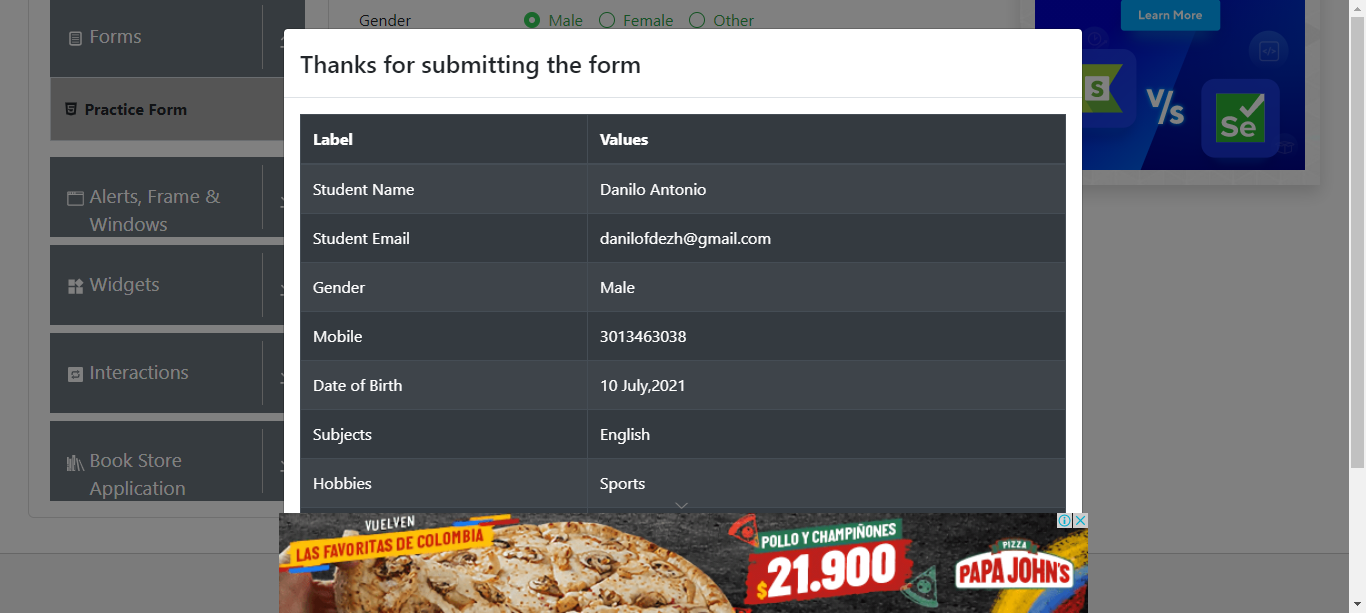 Gender Male Female Other
Forms
Practice Form
Alerts, Frame &
Windows
Widgets
Interactions
Book Store
Application
Thanks for submitting the form
Label Values
Student Name Danilo Antonio
Student Email danilofdezh@gmail.com
Gender Male
Mobile 3013463038
Date of Birth 10 July,2021
Subjects English
Hobbies Sports
Learn More
S V/s Se
VUELVEN
LAS FAVORITAS DE COLOMBIA
POLLO Y CHAMPIÑONES
$21.900
PIZZA
PAPA JOHN'S